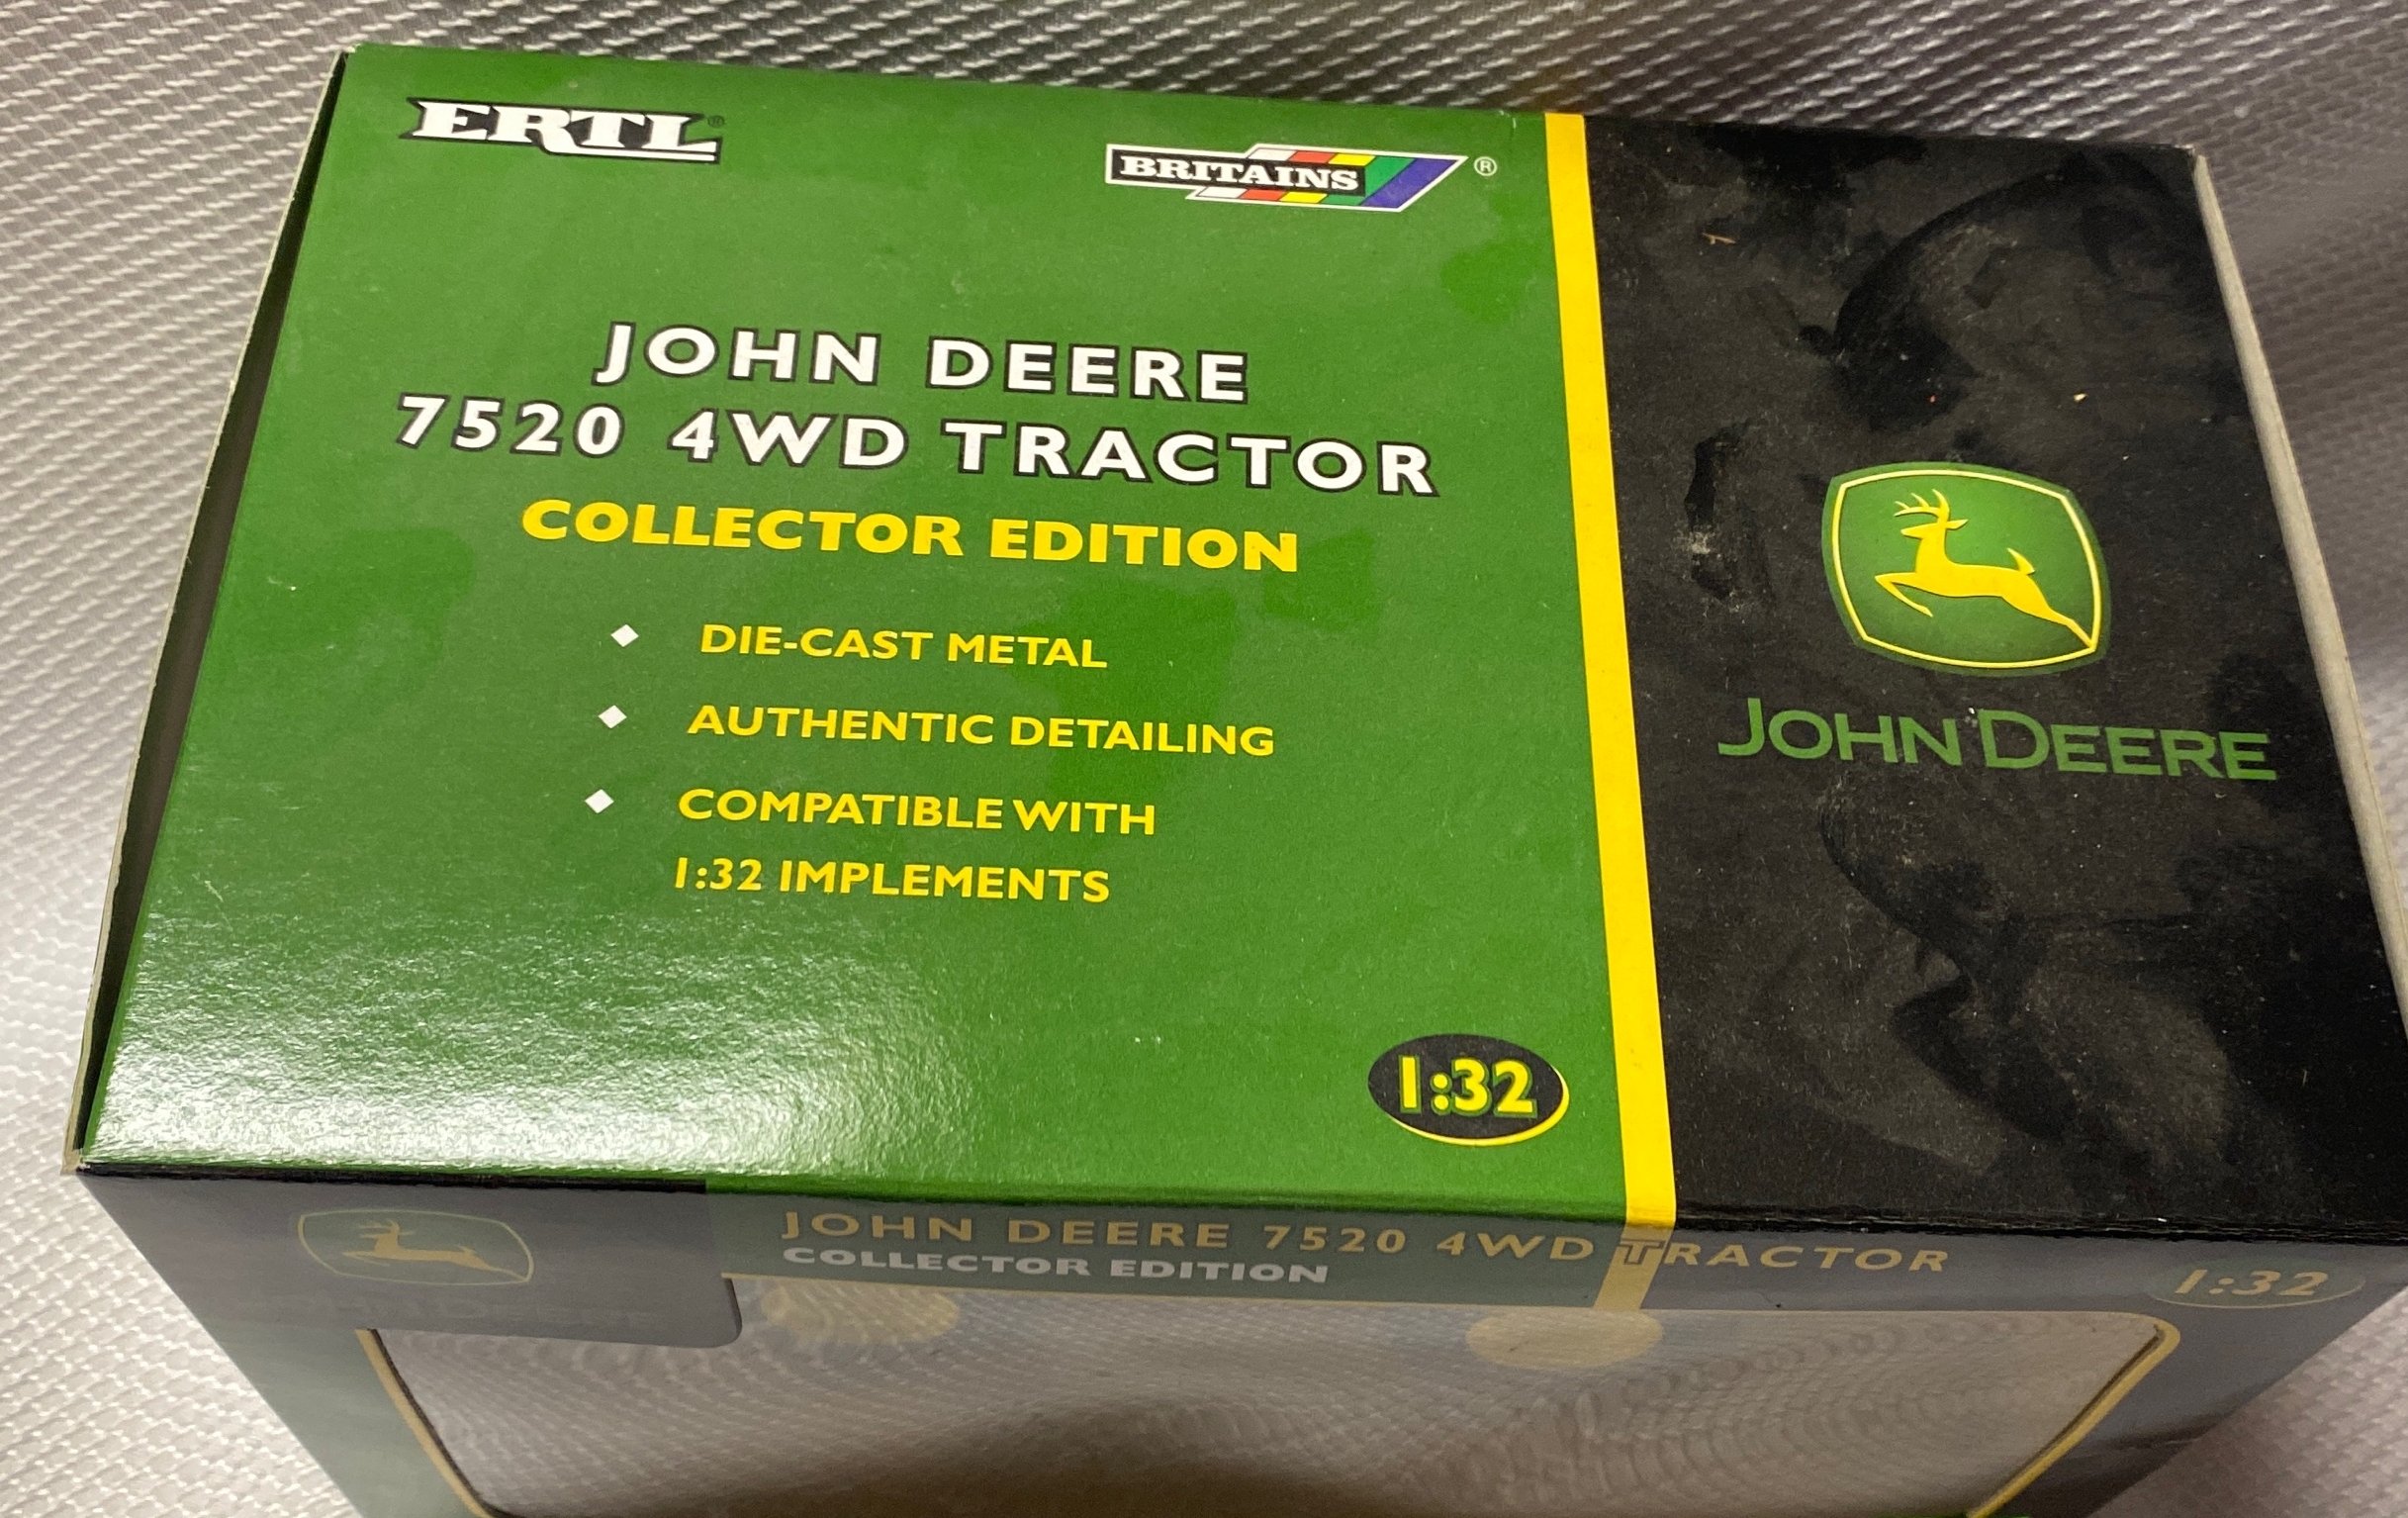 ERTL®
BRITAINS ®
JOHN DEERE
7520 4WD TRACTOR
COLLECTOR EDITION
DIE-CAST METAL
AUTHENTIC DETAILING
COMPATIBLE WITH
1:32 IMPLEMENTS
1:32
JOHN DEERE
JOHN DEERE 7520 4WD TRACTOR
COLLECTOR EDITION
1:32